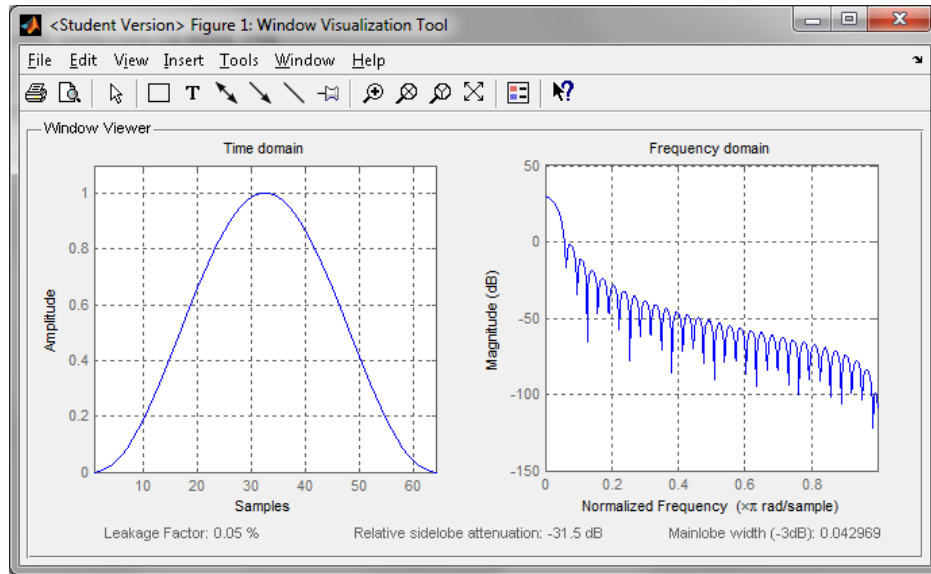 <Student Version> Figure 1: Window Visualization Tool
File Edit View Insert Tools Window Help
T
Window Viewer
Time domain
1
0.8
0.6
0.4
0.2
0
Amplitude
10 20 30 40 50 60
Samples
Frequency domain
50
0
-50
-100
-150
Magnitude (dB)
0 0.2 0.4 0.6 0.8
Normalized Frequency (×π rad/sample)
Leakage Factor: 0.05 % Relative sidelobe attenuation: -31.5 dB Mainlobe width (-3dB): 0.042969